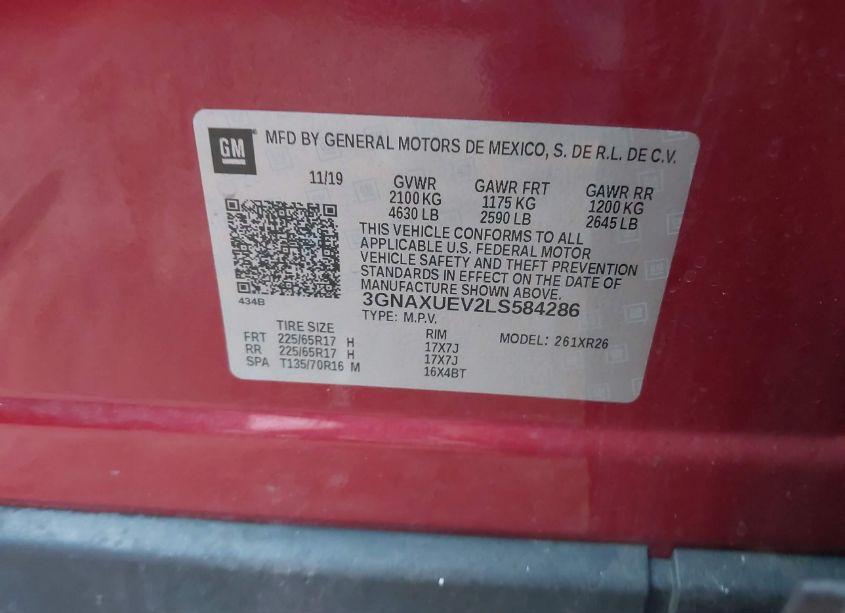 GM
MFD BY GENERAL MOTORS DE MEXICO, S. DE R.L. DE C.V.
11/19 GVWR GAWR FRT GAWR RR
2100 KG 1175 KG 1200 KG
4630 LB 2590 LB 2645 LB
THIS VEHICLE CONFORMS TO ALL
APPLICABLE U.S. FEDERAL MOTOR
VEHICLE SAFETY AND THEFT PREVENTION
STANDARDS IN EFFECT ON THE DATE OF
MANUFACTURE SHOWN ABOVE.
434B
3GNAXUEV2LS584286
TYPE: M.P.V.
TIRE SIZE RIM MODEL: 261XR26
FRT 225/65R17 H 17X7J
RR 225/65R17 H 17X7J
SPA T135/70R16 M 16X4BT